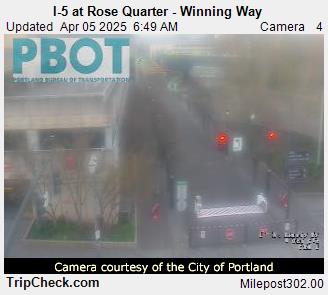 I-5 at Rose Quarter - Winning Way
Updated Apr 05 2025 6:49 AM Camera 4
PBOT
PORTLAND BUREAU OF TRANSPORTATION
Camera courtesy of the City of Portland
TripCheck.com Milepost302.00